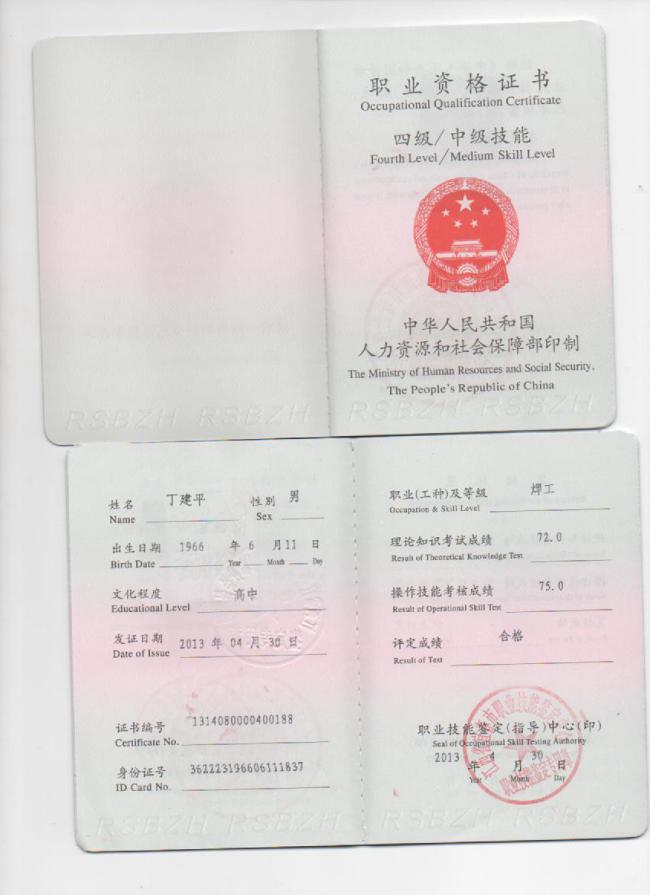 职业资格证书
Occupational Qualification Certificate
四级/中级技能
Fourth Level/Medium Skill Level
中华人民共和国
人力资源和社会保障部印制
The Ministry of Human Resources and Social Security,
The People's Republic of China
RSBZH RSBZH RSBZH RSBZH
姓名 丁建平 性别 男
Name Sex
出生日期 1966 年 6 月 11 日
Birth Date Year Month Day
文化程度 高中
Educational Level
发证日期 2013 年 04 月 30 日
Date of Issue
证书编号 1314080000400188
Certificate No.
身份证号 362223196606111837
ID Card No.
职业(工种)及等级 焊工
Occupation & Skill Level
理论知识考试成绩 72.0
Result of Theoretical Knowledge Test
操作技能考核成绩 75.0
Result of Operational Skill Test
评定成绩 合格
Result of Test
职业技能鉴定(指导)中心(印)
Seal of Occupational Skill Testing Authority
2013 年 4 月 30 日
Year Month Day
RSBZH RSBZH RSBZH RSBZH